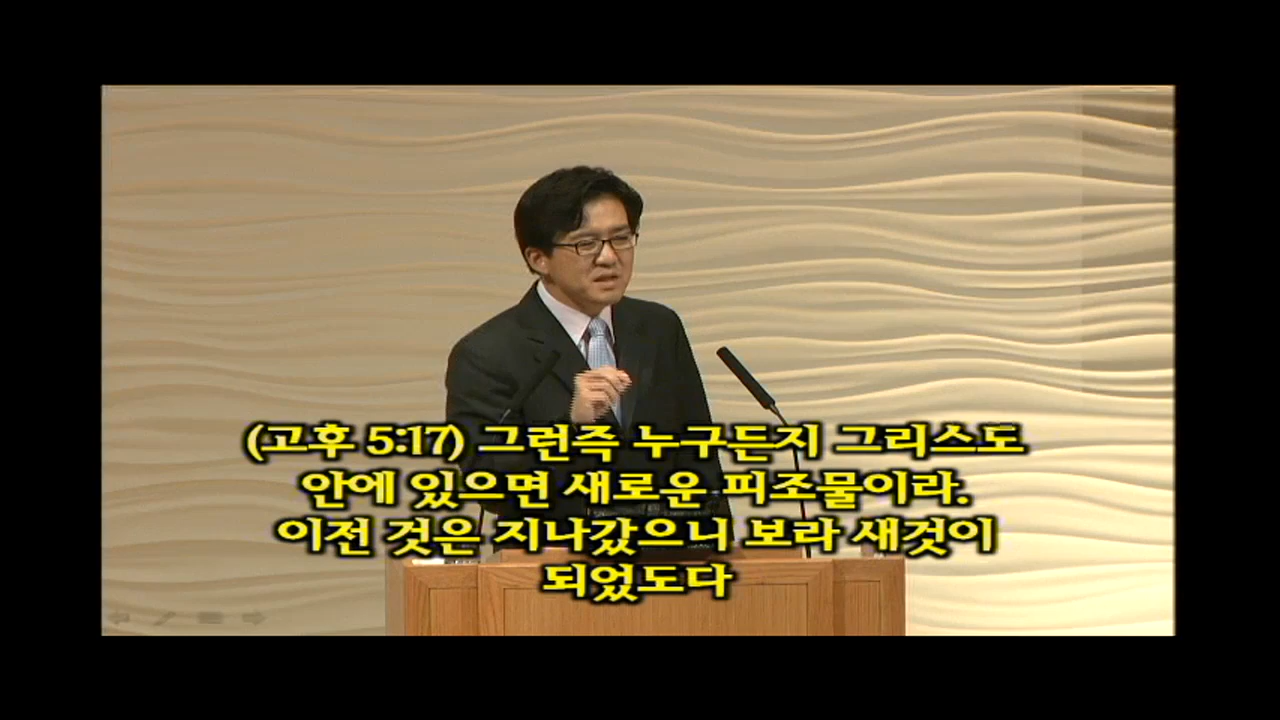 (고후 5:17) 그런즉 누구든지 그리스도
안에 있으면 새로운 피조물이라.
이전 것은 지나갔으니 보라 새것이
되었도다